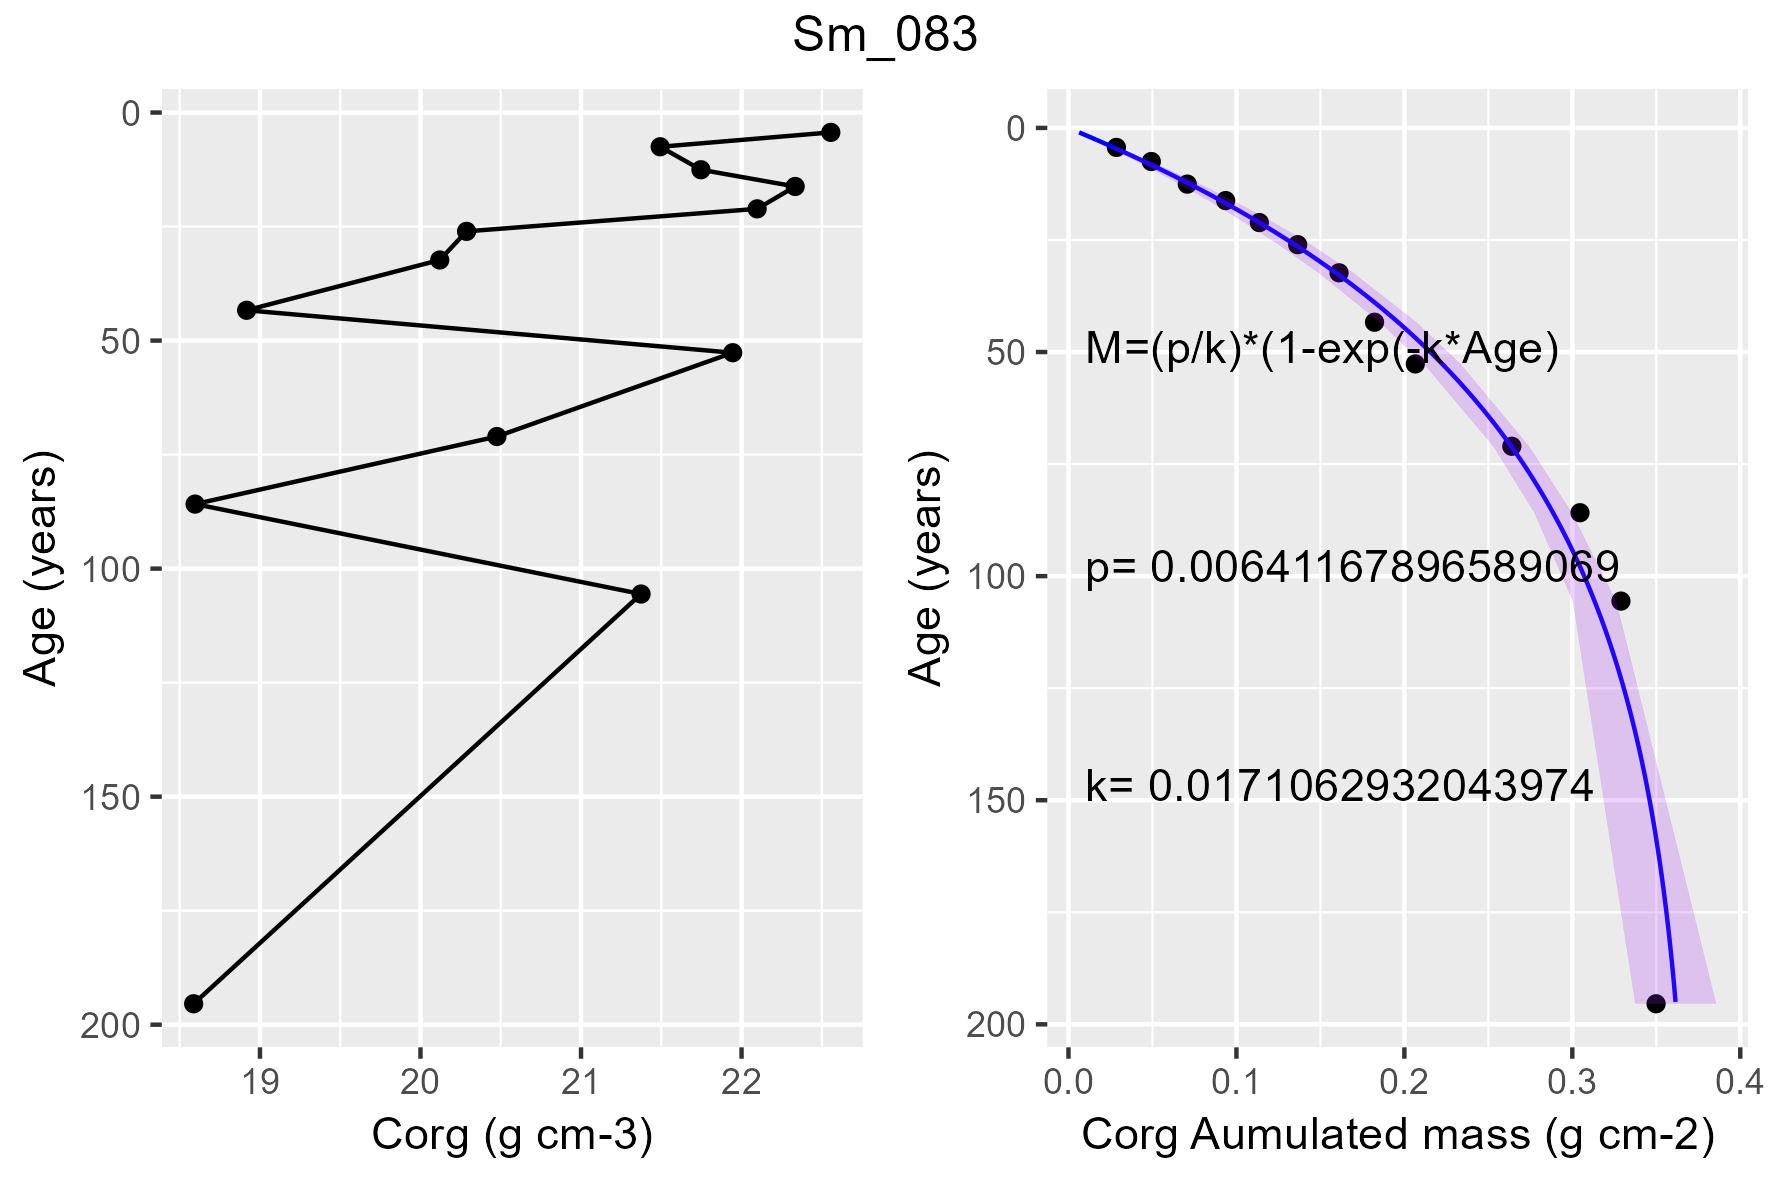 Sm_083
0
50
100
150
200
Age (years)
19 20 21 22
Corg (g cm-3)
0
50
100
150
200
Age (years)
M=(p/k)*(1-exp(-k*Age)
p= 0.00641167896589069
k= 0.0171062932043974
0.0 0.1 0.2 0.3 0.4
Corg Aumulated mass (g cm-2)